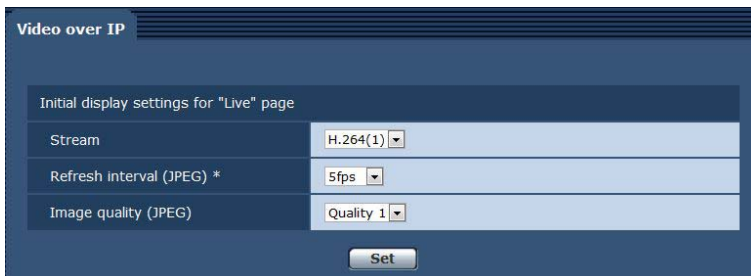 Video over IP
Initial display settings for "Live" page
Stream H.264(1)
Refresh interval (JPEG) * 5fps
Image quality (JPEG) Quality 1
Set